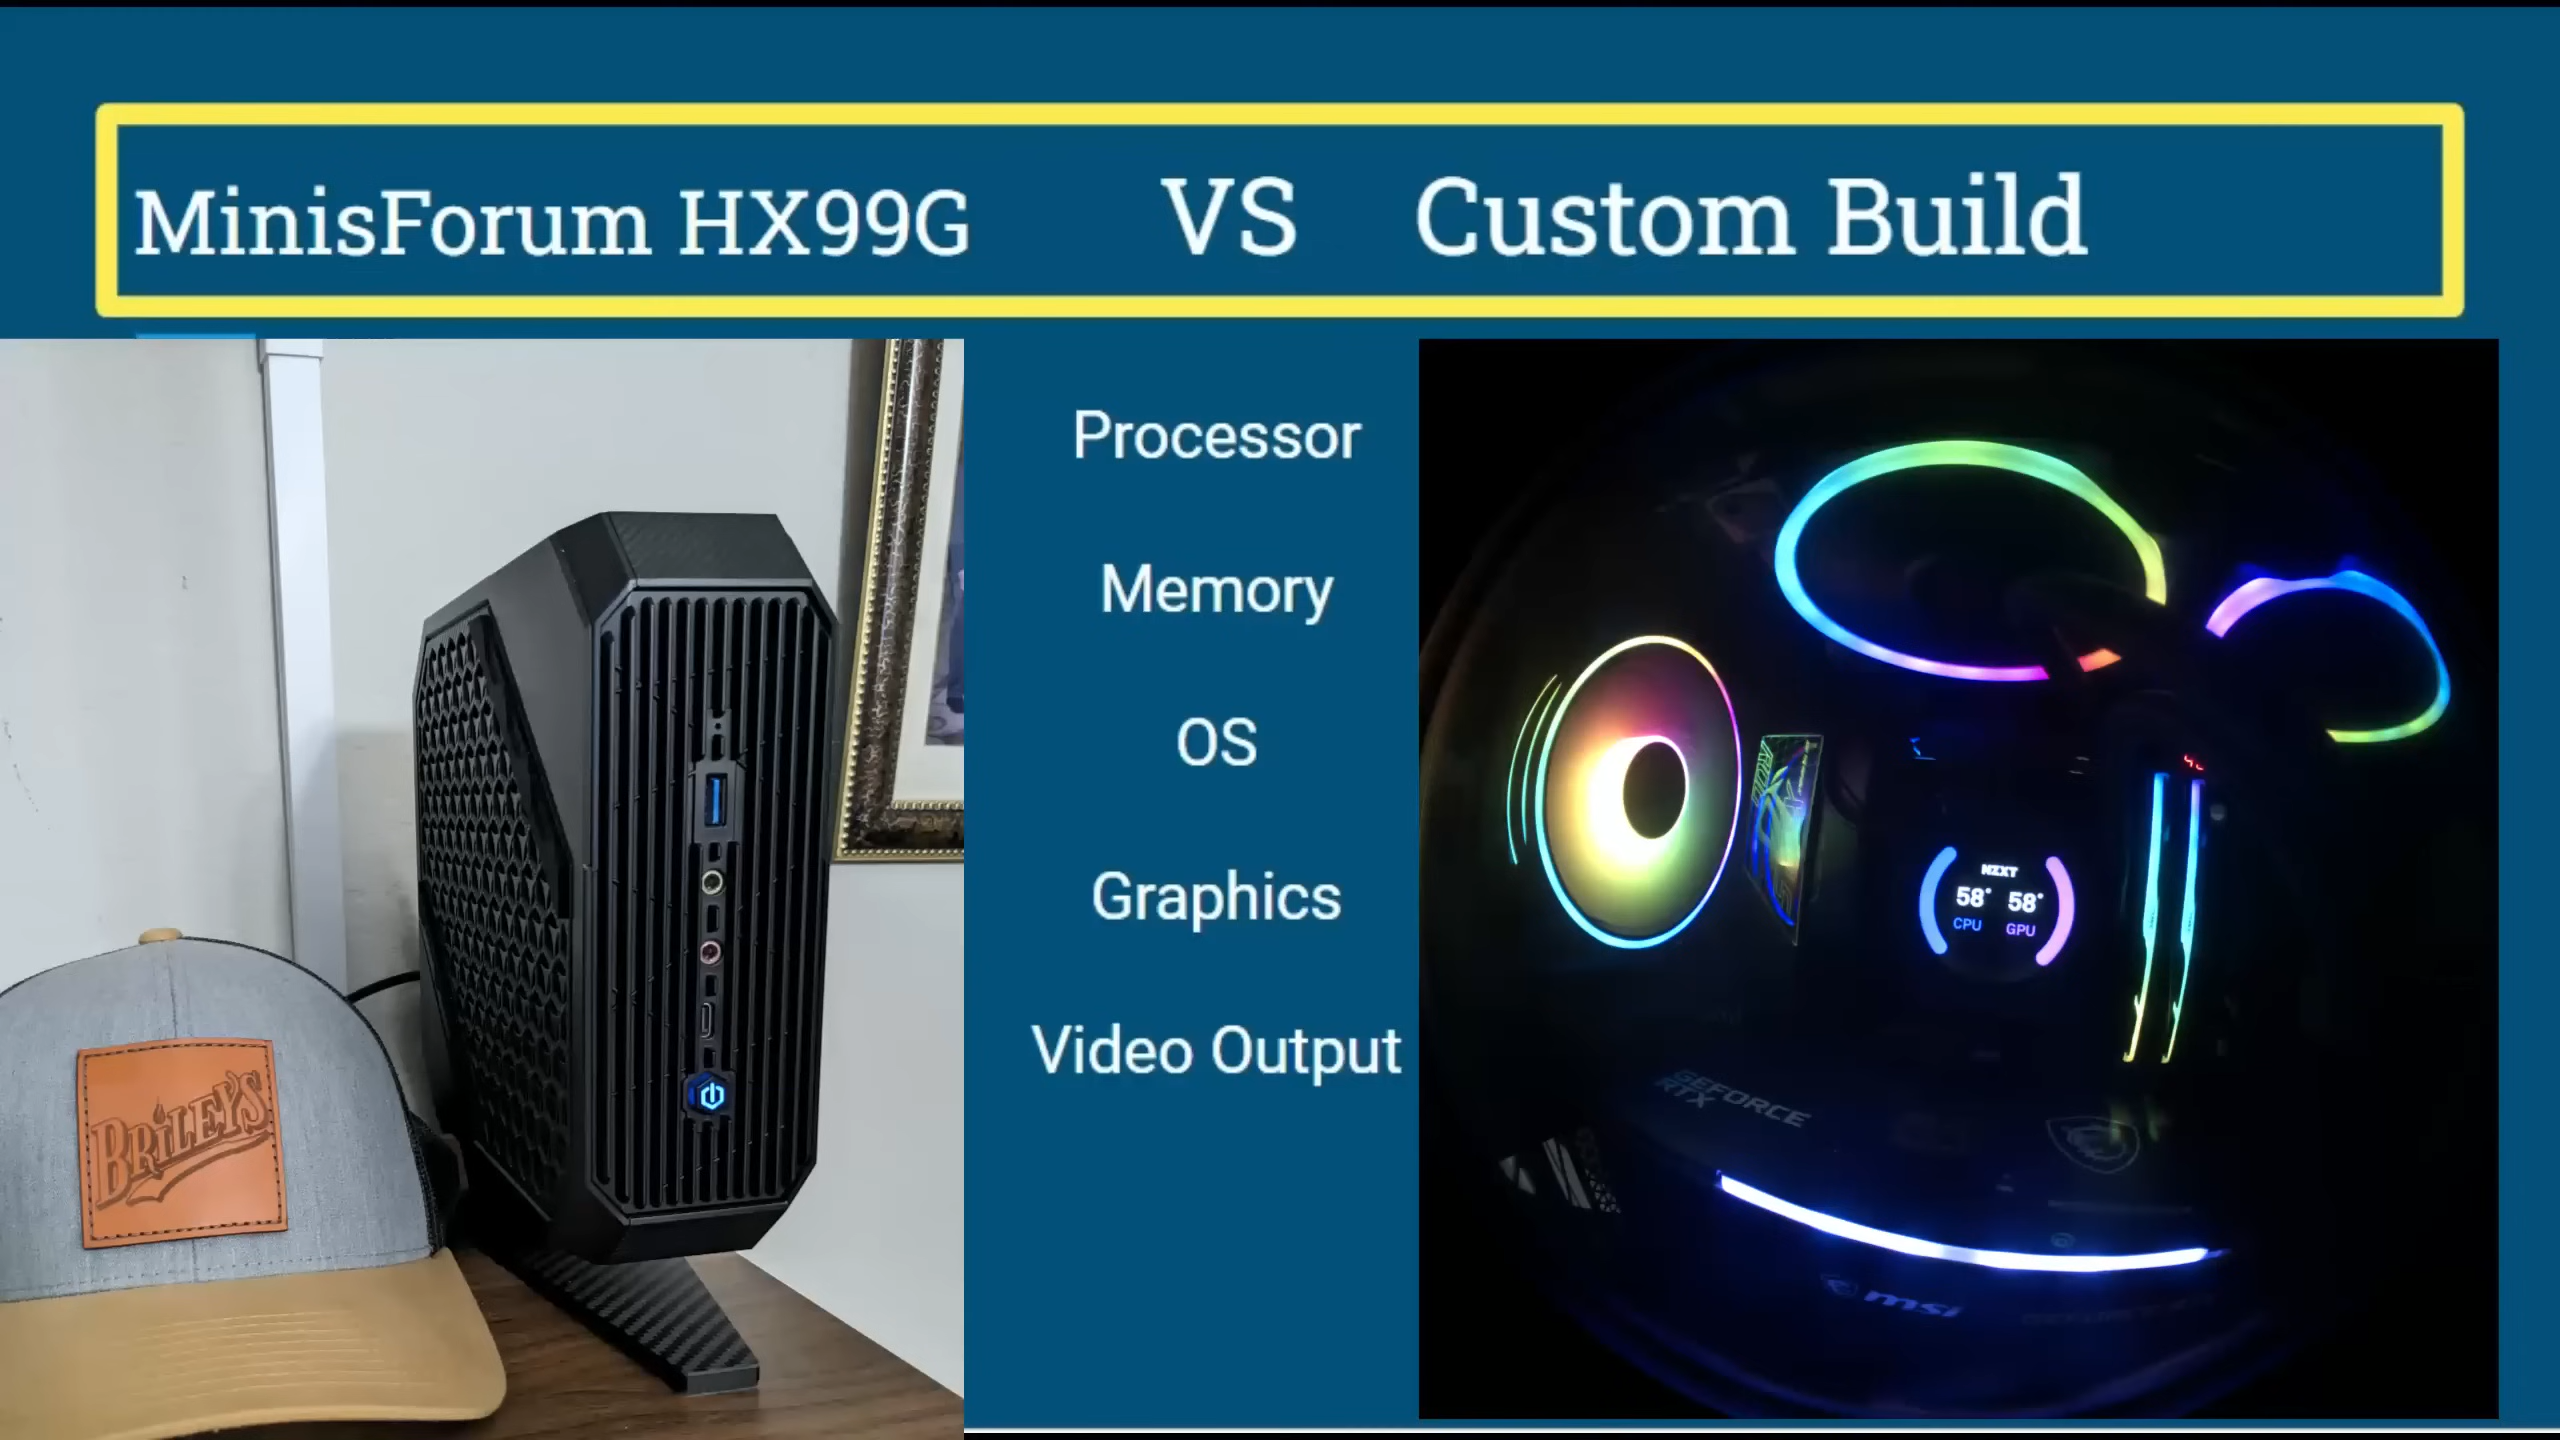 MinisForum HX99G VS Custom Build
Processor
Memory
OS
Graphics
Video Output
BRiLEY'S
NZXT
58° 58°
CPU GPU
GEFORCE
RTX
msi